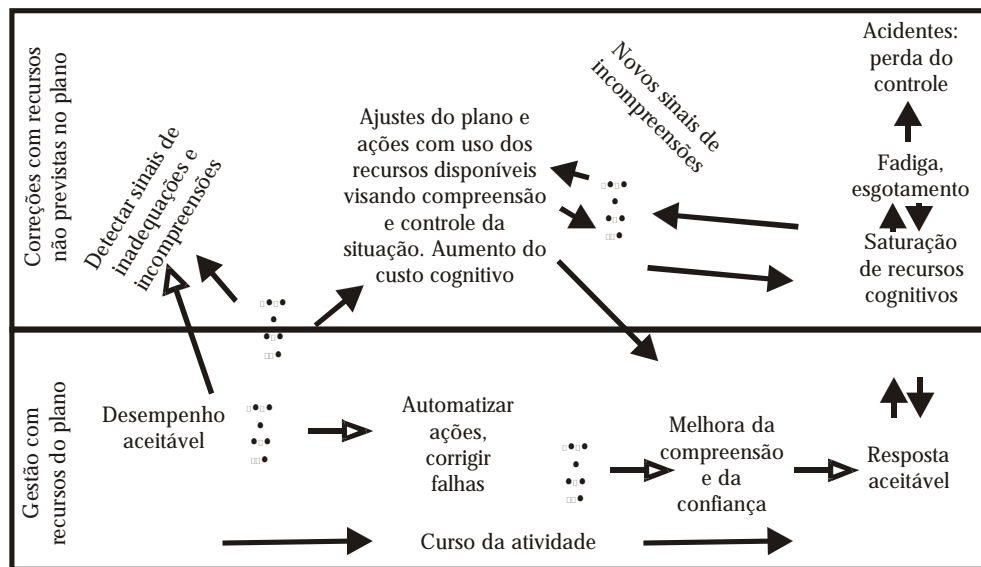 Correções com recursos
não previstas no plano
Detectar sinais de
inadequações e
incompreensões
Ajustes do plano e
ações com uso dos
recursos disponíveis
visando compreensão
e controle da
situação. Aumento do
custo cognitivo
Novos sinais de
incompreensões
Acidentes:
perda do
controle
Fadiga,
esgotamento
Saturação
de recursos
cognitivos
Gestão com
recursos do plano
Desempenho
aceitável
Automatizar
ações,
corrigir
falhas
Melhora da
compreensão
e da
confiança
Resposta
aceitável
Curso da atividade